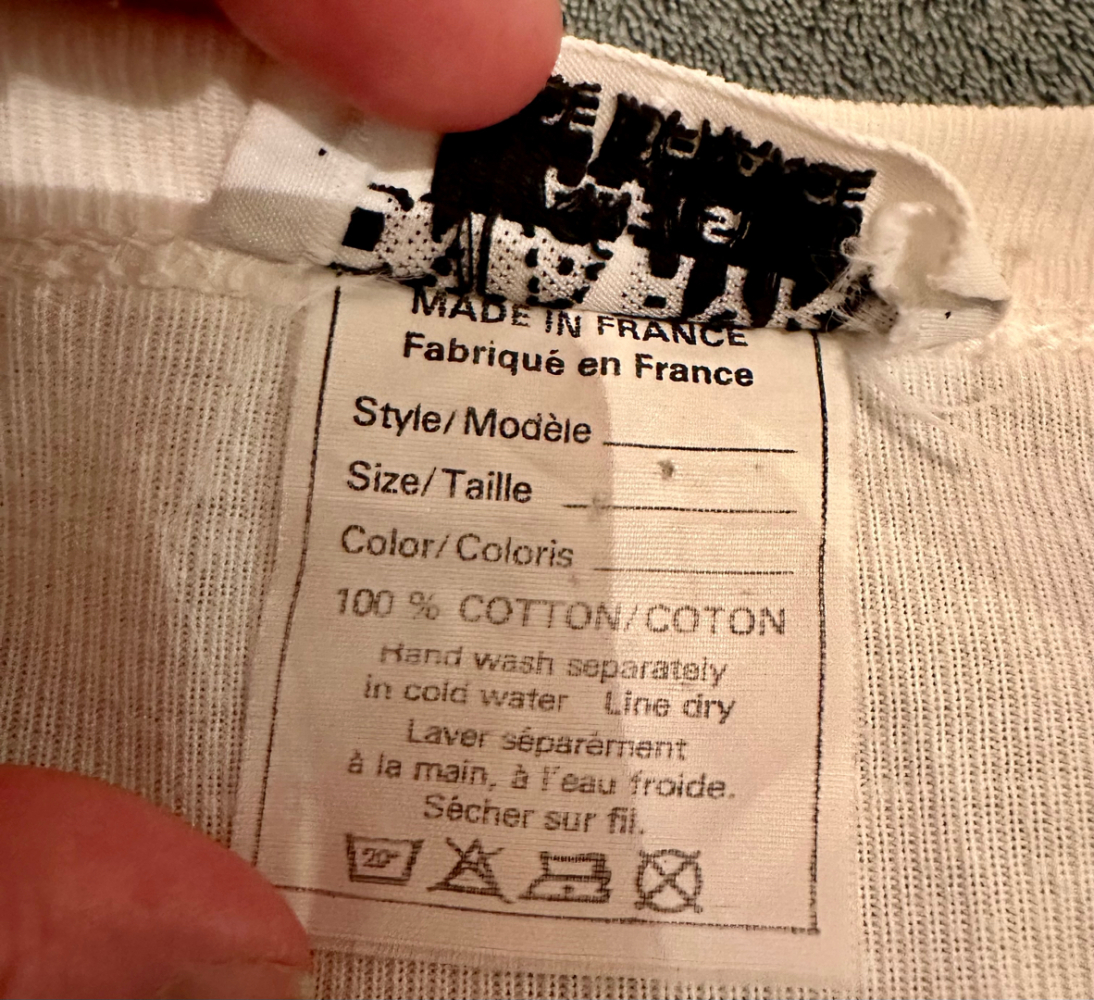 MADE IN FRANCE
Fabriqué en France
Style/Modèle
Size/Taille
Color/Coloris
100 % COTTON/COTON
Hand wash separately
in cold water Line dry
Laver séparément
à la main, à l'eau froide.
Sécher sur fil.
20°